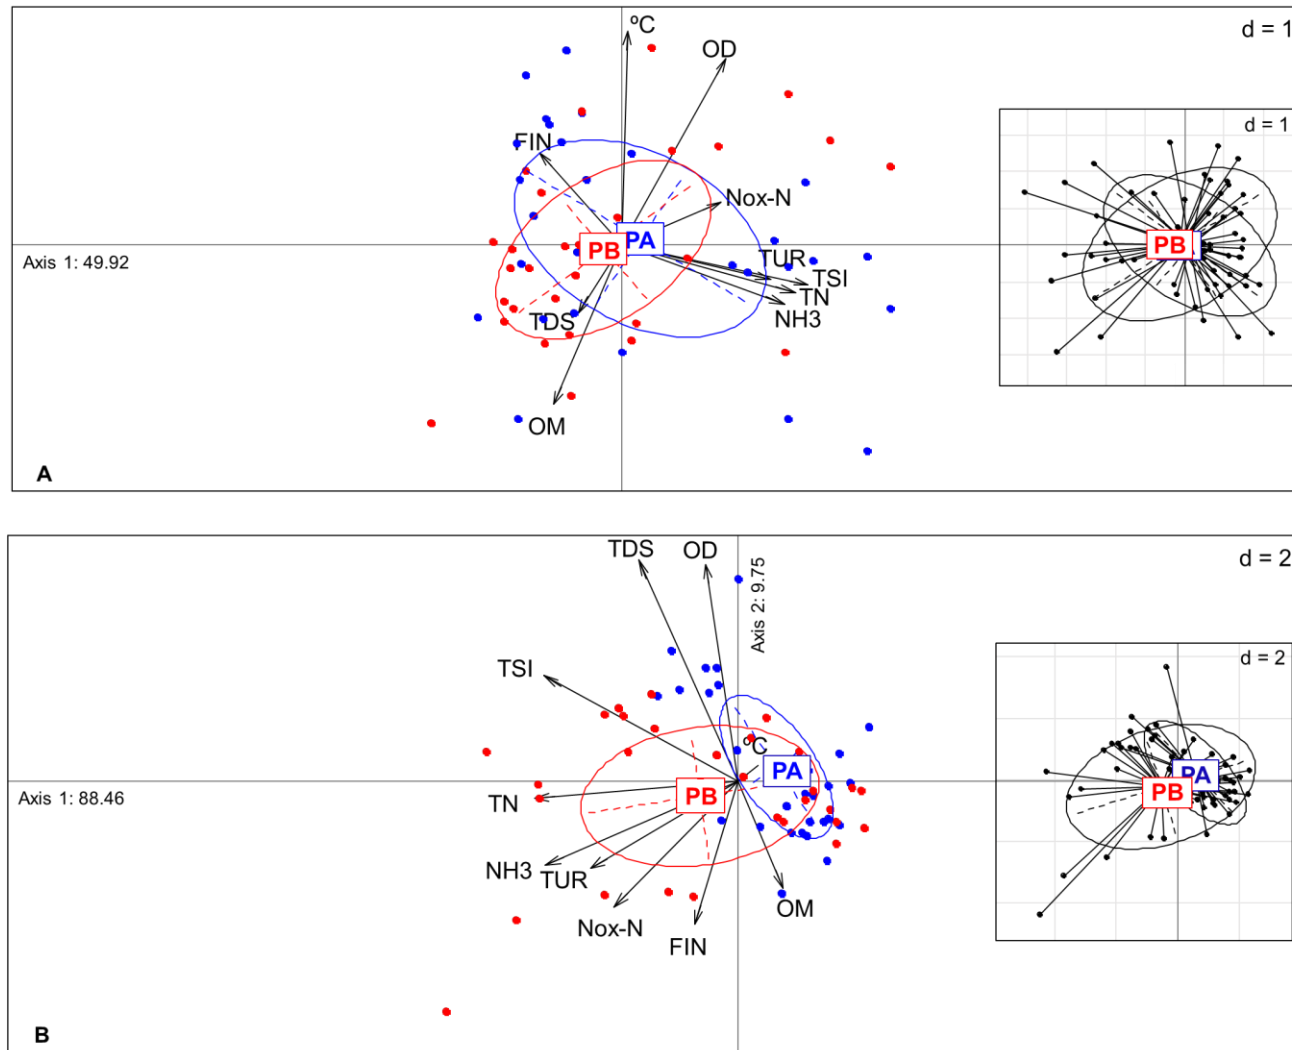 ºC
OD
d = 1
FIN
d = 1
Nox-N
PA
PB
PB
Axis 1: 49.92
TUR
TSI
TN
NH3
TDS
OM
A
TDS
OD
d = 2
Axis 2: 9.75
TSI
d = 2
ºC
PA
PA
PB
PB
Axis 1: 88.46
TN
NH3
TUR
OM
Nox-N
FIN
B